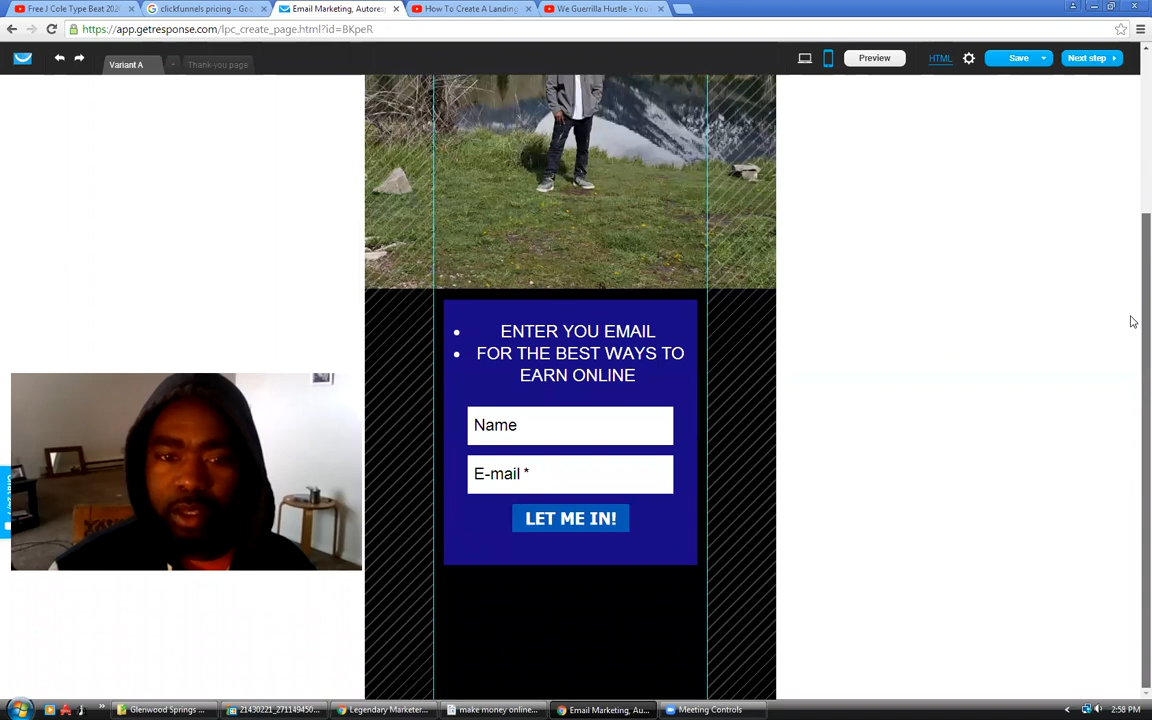 Free J Cole Type Beat 202
clickfunnels pricing - Goo
Email Marketing, Autores
How To Create A Landing
We Guerrilla Hustle - You
https://app.getresponse.com/lpc_create_page.html?id=BKpeR
Variant A
Thank-you page
Preview
HTML
Save
Next step
ENTER YOU EMAIL
FOR THE BEST WAYS TO
EARN ONLINE
Name
E-mail *
LET ME IN!
Glenwood Springs ...
21430221_271149450...
Legendary Marketer...
make money online...
Email Marketing, Au...
Meeting Controls
2:58 PM